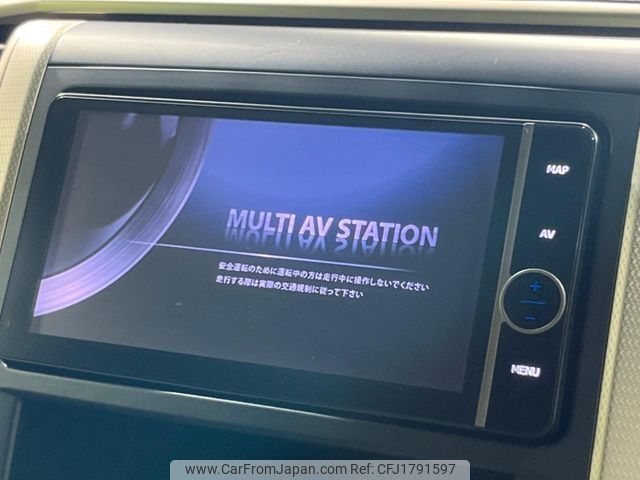 MAP
MULTI AV STATION
AV
安全運転のために運転中の方は走行中に操作しないでください
走行する際は実際の交通規制に従って下さい
+
-
MENU
www.CarFromJapan.com | CFJ1791597